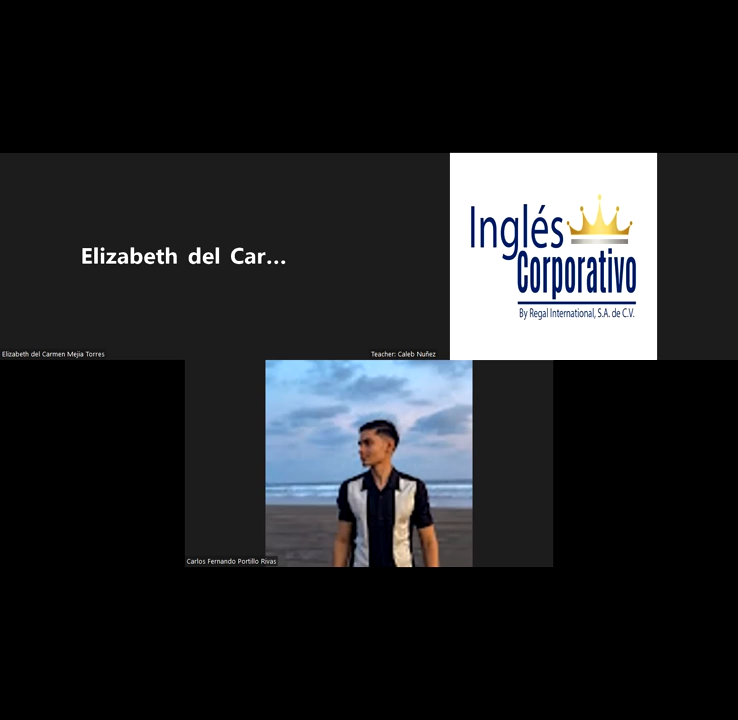 Elizabeth del Car...
Inglés
Corporativo
By Regal International, S.A. de C.V.
Elizabeth del Carmen Mejia Torres
Teacher: Caleb Nuñez
Carlos Fernando Portillo Rivas